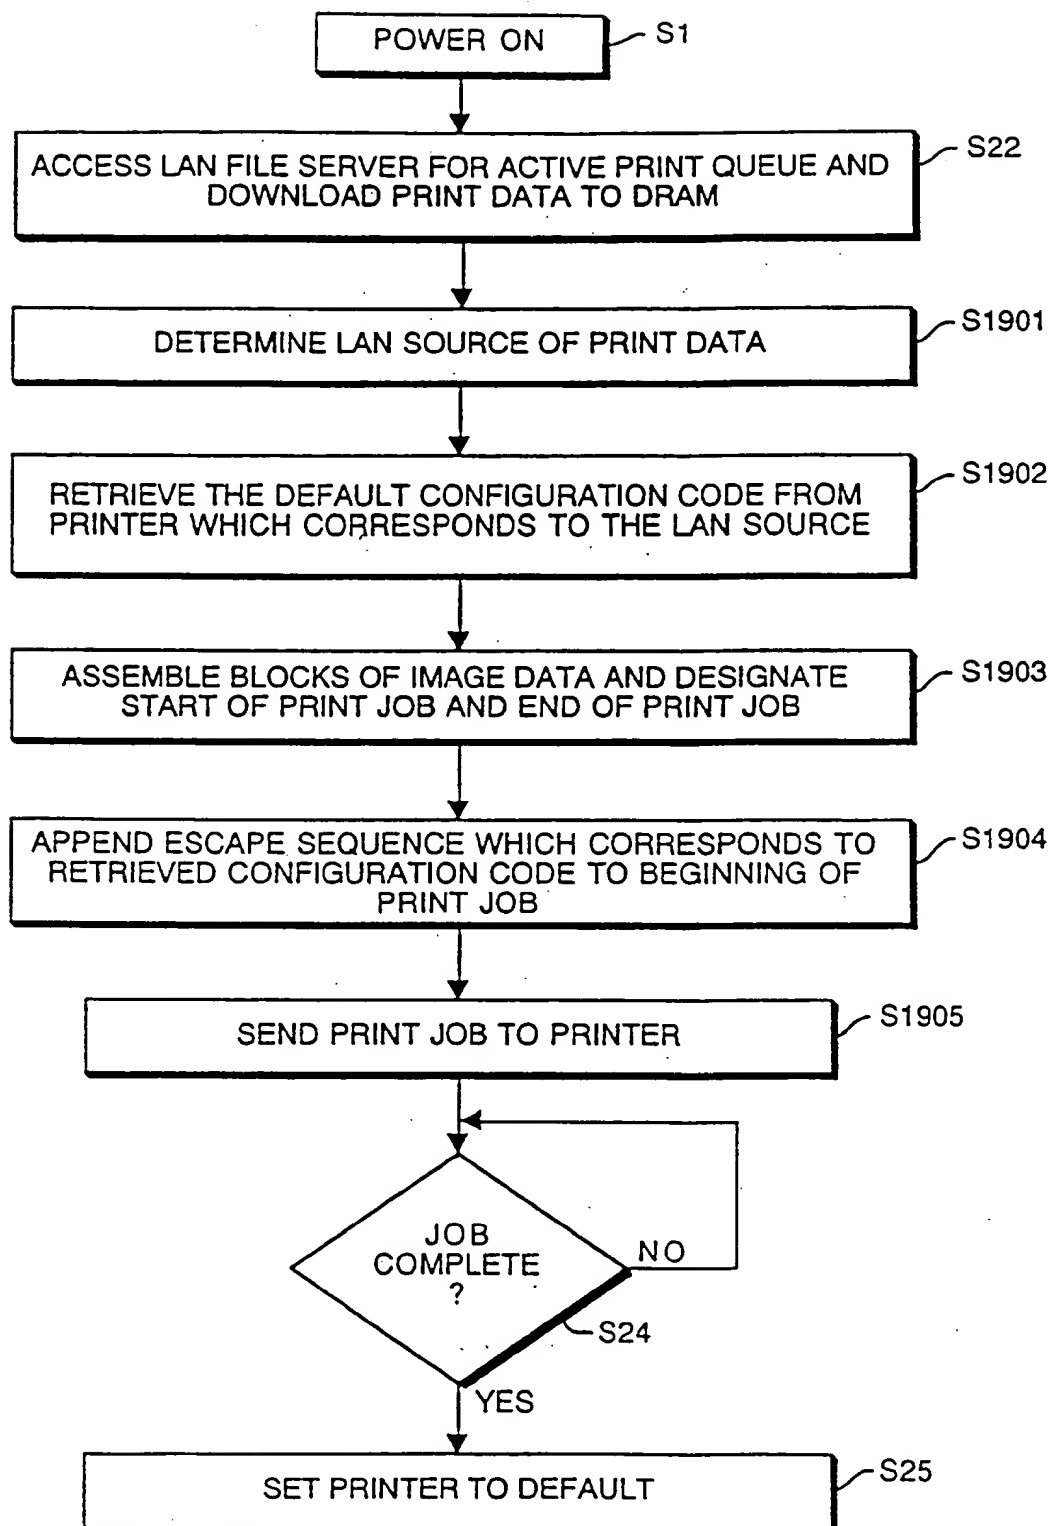 POWER ON
S1
ACCESS LAN FILE SERVER FOR ACTIVE PRINT QUEUE AND
DOWNLOAD PRINT DATA TO DRAM
S22
DETERMINE LAN SOURCE OF PRINT DATA
S1901
RETRIEVE THE DEFAULT CONFIGURATION CODE FROM
PRINTER WHICH CORRESPONDS TO THE LAN SOURCE
S1902
ASSEMBLE BLOCKS OF IMAGE DATA AND DESIGNATE
START OF PRINT JOB AND END OF PRINT JOB
S1903
APPEND ESCAPE SEQUENCE WHICH CORRESPONDS TO
RETRIEVED CONFIGURATION CODE TO BEGINNING OF
PRINT JOB
S1904
SEND PRINT JOB TO PRINTER
S1905
JOB
COMPLETE
?
NO
S24
YES
SET PRINTER TO DEFAULT
S25